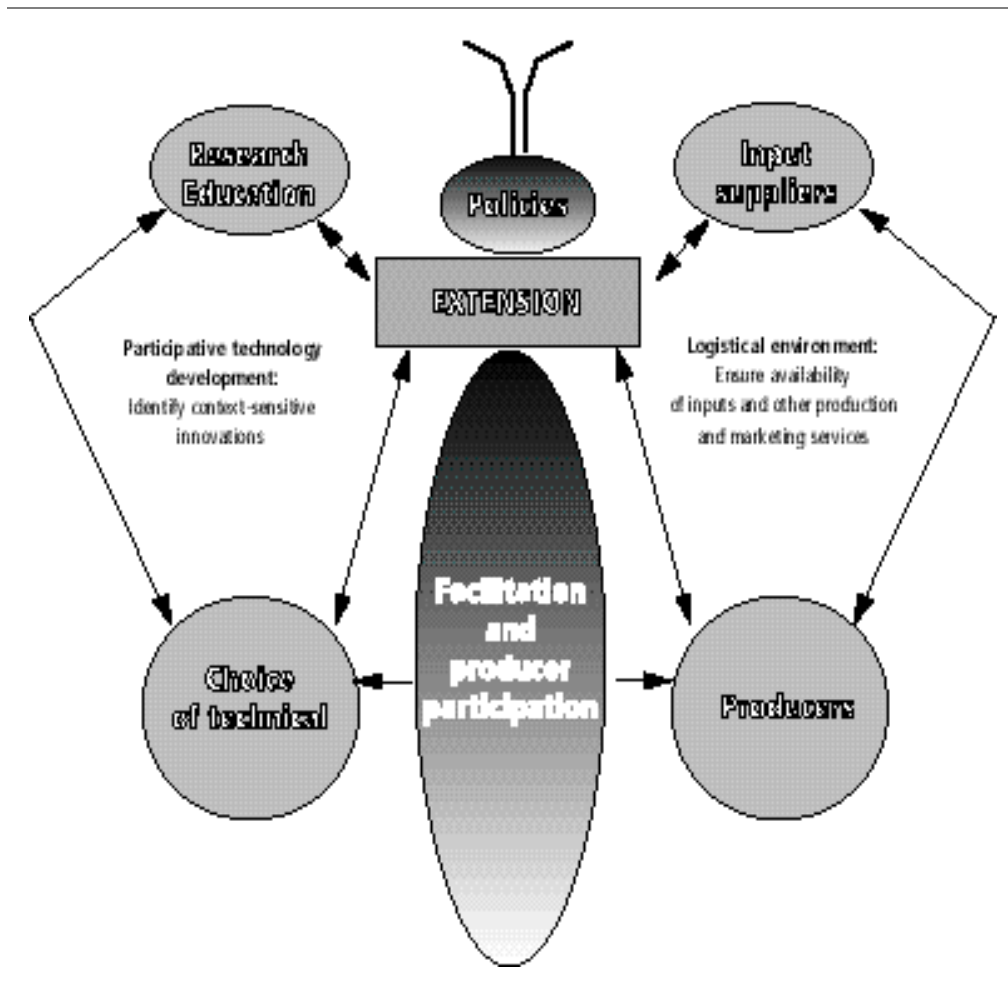 Research
Education
Policies
Input
suppliers
EXTENSION
Participative technology
development:
Identify context-sensitive
innovations
Logistical environment:
Ensure availability
of inputs and other production
and marketing services
Facilitation
and
producer
participation
Choice
of technical
Producers